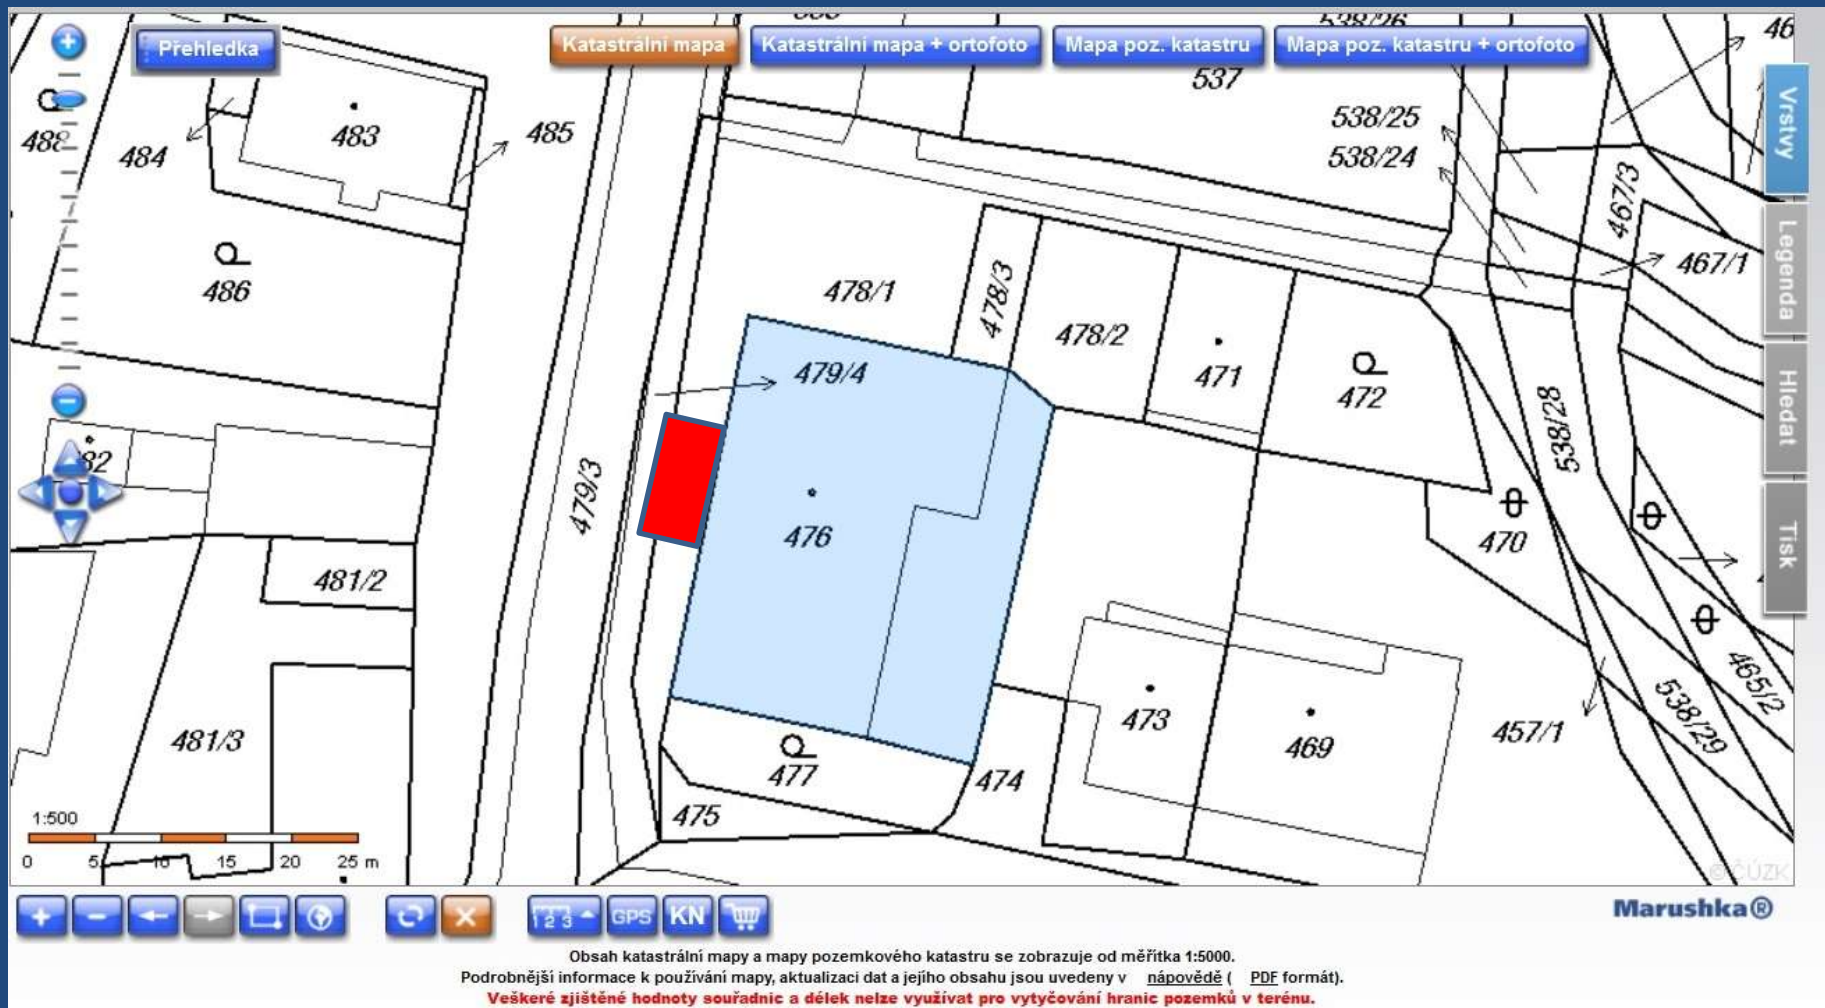 Přehledka
Katastrální mapa
Katastrální mapa + ortofoto
Mapa poz. katastru
Mapa poz. katastru + ortofoto
Vrstvy
Legenda
Hledat
Tisk
537
538/25
538/24
467/3
467/1
488
484
483
485
486
478/1
478/3
478/2
471
472
479/4
479/3
476
538/28
470
481/2
481/3
473
469
457/1
465/2
538/29
477
474
475
1:500
0 5 10 15 20 25 m
© ČÚZK
1 2 3
GPS
KN
Marushka®
Obsah katastrální mapy a mapy pozemkového katastru se zobrazuje od měřítka 1:5000.
Podrobnější informace k používání mapy, aktualizaci dat a jejího obsahu jsou uvedeny v nápovědě ( PDF formát).
Veškeré zjištěné hodnoty souřadnic a délek nelze využívat pro vytyčování hranic pozemků v terénu.